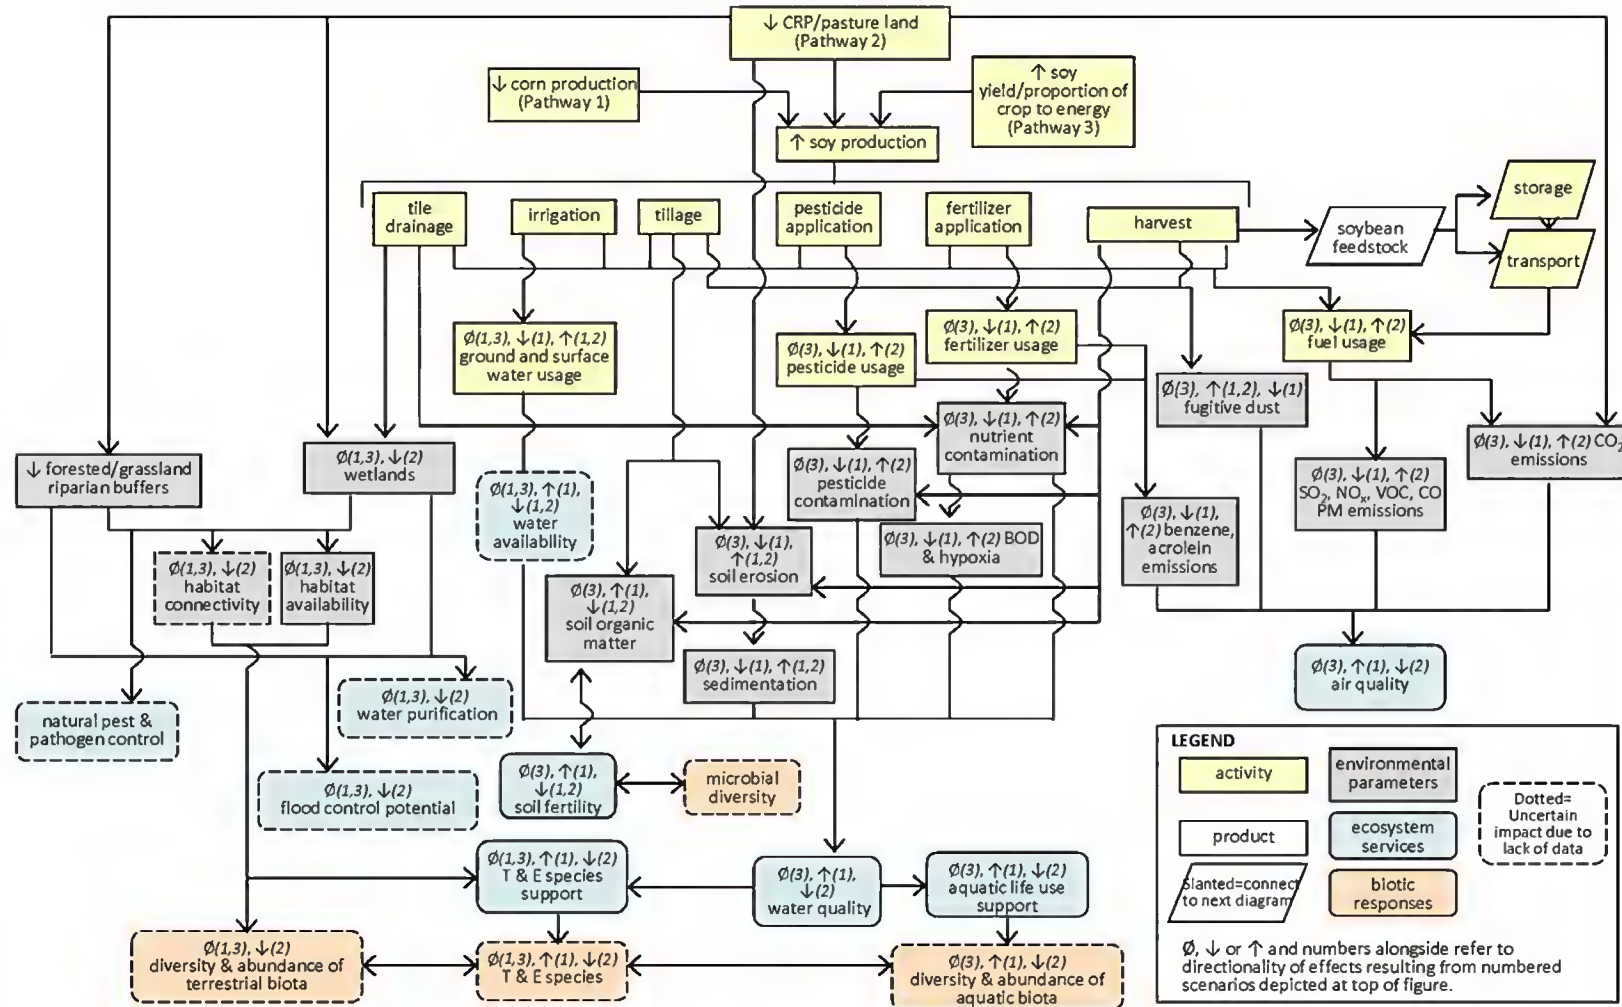 ↓ CRP/pasture land
(Pathway 2)
↓ corn production
(Pathway 1)
↑ soy
yield/proportion of
crop to energy
(Pathway 3)
↑ soy production
tile
drainage
irrigation
tillage
pesticide
application
fertilizer
application
harvest
soybean
feedstock
storage
transport
Ø(1,3), ↓(1), ↑(1,2)
ground and surface
water usage
Ø(3), ↓(1), ↑(2)
pesticide usage
Ø(3), ↓(1), ↑(2)
fertilizer usage
Ø(3), ↓(1), ↑(2)
fuel usage
Ø(3), ↑(1,2), ↓(1)
fugitive dust
↓ forested/grassland
riparian buffers
Ø(1,3), ↓(2)
wetlands
Ø(1,3), ↑(1),
↓(1,2)
water
availability
Ø(3), ↓(1), ↑(2)
pesticide
contamination
Ø(3), ↓(1), ↑(2)
nutrient
contamination
Ø(3), ↓(1), ↑(2) CO₂
emissions
Ø(3), ↓(1), ↑(2)
SO₂, NOₓ, VOC, CO
PM emissions
Ø(3), ↓(1),
↑(2) benzene,
acrolein
emissions
Ø(3), ↓(1), ↑(2) BOD
& hypoxia
Ø(3), ↓(1),
↑(1,2)
soil erosion
Ø(1,3), ↓(2)
habitat
connectivity
Ø(1,3), ↓(2)
habitat
availability
Ø(3), ↑(1),
↓(1,2)
soil organic
matter
Ø(3), ↓(1), ↑(1,2)
sedimentation
Ø(3), ↑(1), ↓(2)
air quality
natural pest &
pathogen control
Ø(1,3), ↓(2)
water purification
Ø(1,3), ↓(2)
flood control potential
Ø(3), ↑(1),
↓(1,2)
soil fertility
microbial
diversity
Ø(1,3), ↑(1), ↓(2)
T & E species
support
Ø(3), ↑(1),
↓(2)
water quality
Ø(3), ↑(1), ↓(2)
aquatic life use
support
Ø(1,3), ↓(2)
diversity & abundance of
terrestrial biota
Ø(1,3), ↑(1), ↓(2)
T & E species
Ø(3), ↑(1), ↓(2)
diversity & abundance of
aquatic biota
LEGEND
activity
environmental
parameters
product
ecosystem
services
Slanted=connect
to next diagram
biotic
responses
Dotted=
Uncertain
impact due to
lack of data
Ø, ↓ or ↑ and numbers alongside refer to
directionality of effects resulting from numbered
scenarios depicted at top of figure.